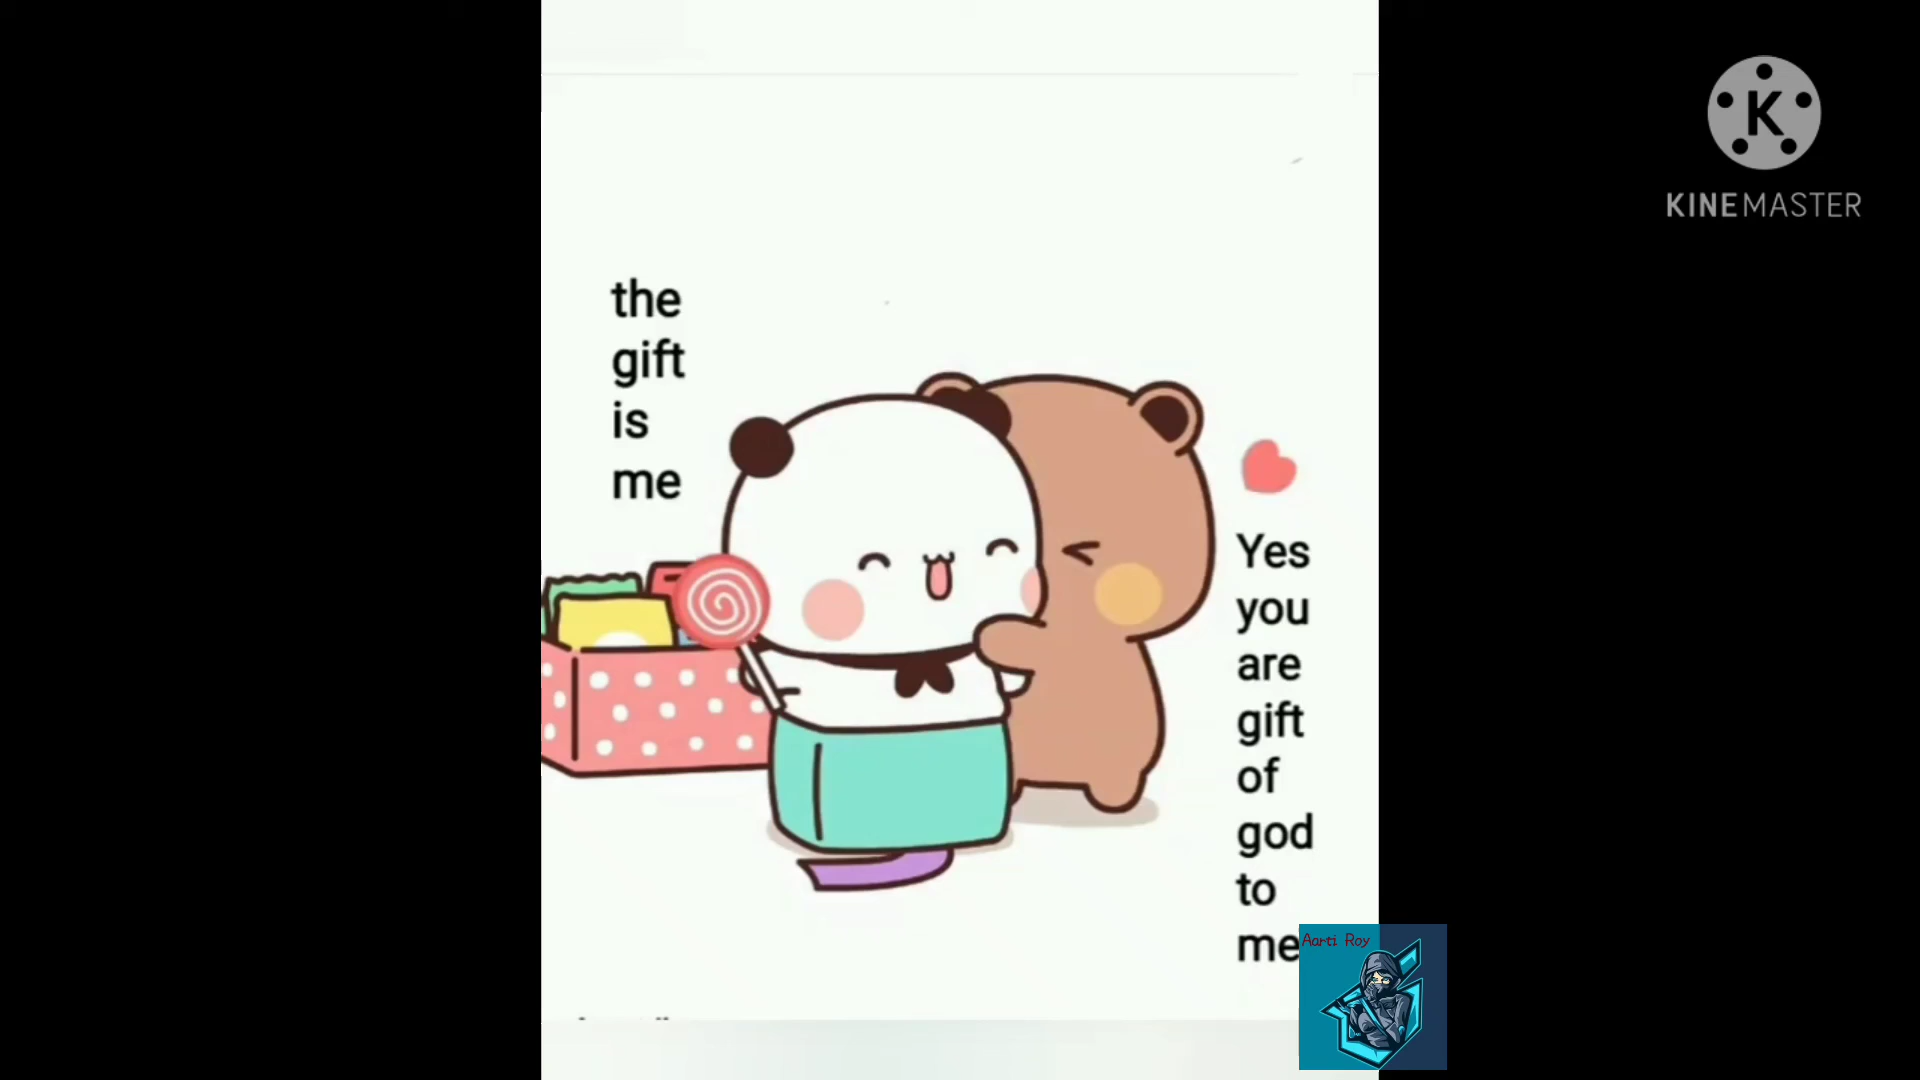 the
gift
is
me
Yes
you
are
gift
of
god
to
me
Aarti Roy
K
KINEMASTER